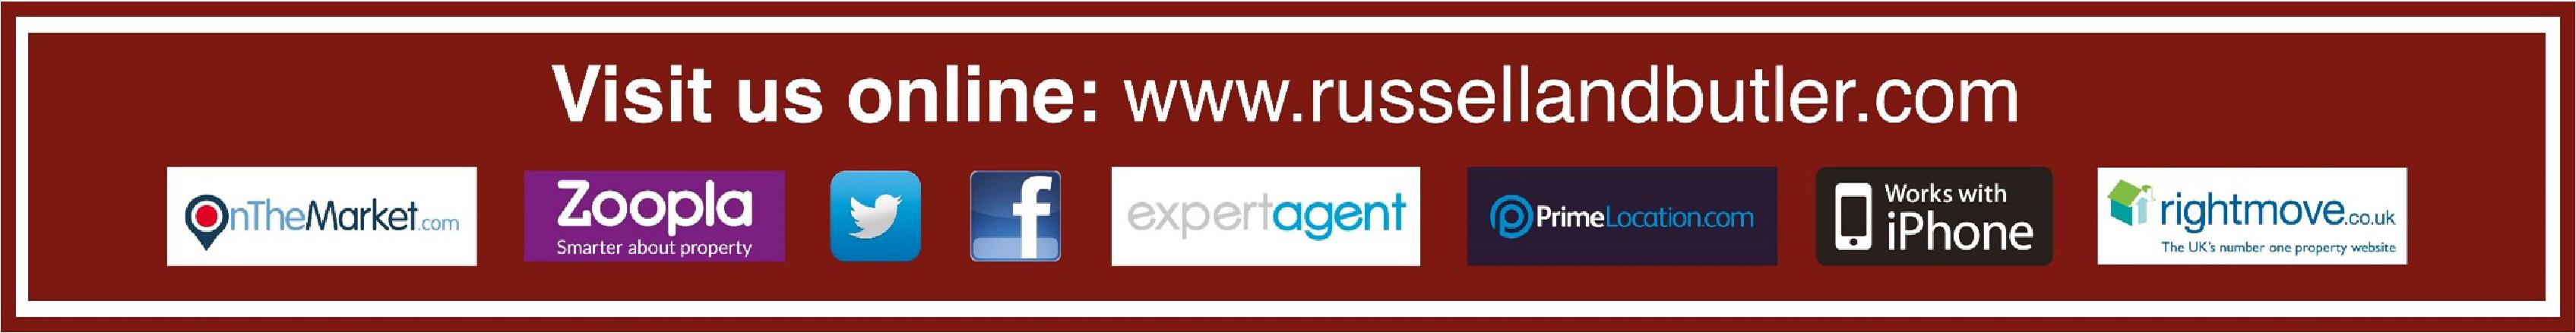 Visit us online: www.russellandbutler.com
OnTheMarket.com
Zoopla
Smarter about property
f
expertagent
PrimeLocation.com
Works with
iPhone
rightmove.co.uk
The UK's number one property website